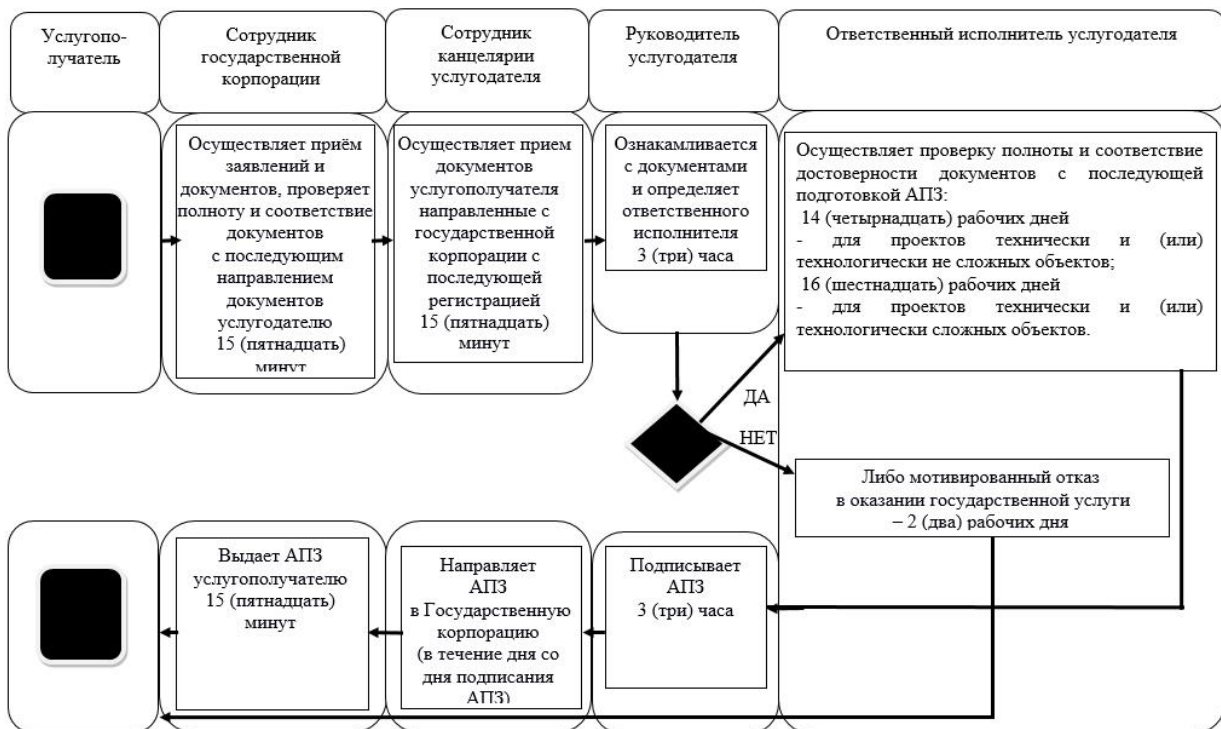 Услугопо-
лучатель
Сотрудник
государственной
корпорации
Сотрудник
канцелярии
услугодателя
Руководитель
услугодателя
Ответственный исполнитель услугодателя
Осуществляет приём
заявлений и
документов, проверяет
полноту и соответствие
документов
с последующим
направлением
документов
услугодателю
15 (пятнадцать)
минут
Осуществляет прием
документов
услугополучателя
направленные с
государственной
корпорации с
последующей
регистрацией
15 (пятнадцать)
минут
Ознакамливается
с документами
и определяет
ответственного
исполнителя
3 (три) часа
Осуществляет проверку полноты и соответствие
достоверности документов с последующей
подготовкой АПЗ:
14 (четырнадцать) рабочих дней
- для проектов технически и (или)
технологически не сложных объектов;
16 (шестнадцать) рабочих дней
- для проектов технически и (или)
технологически сложных объектов.
ДА
НЕТ
Либо мотивированный отказ
в оказании государственной услуги
– 2 (два) рабочих дня
Выдает АПЗ
услугополучателю
15 (пятнадцать)
минут
Направляет
АПЗ
в Государственную
корпорацию
(в течение дня со
дня подписания
АПЗ)
Подписывает
АПЗ
3 (три) часа